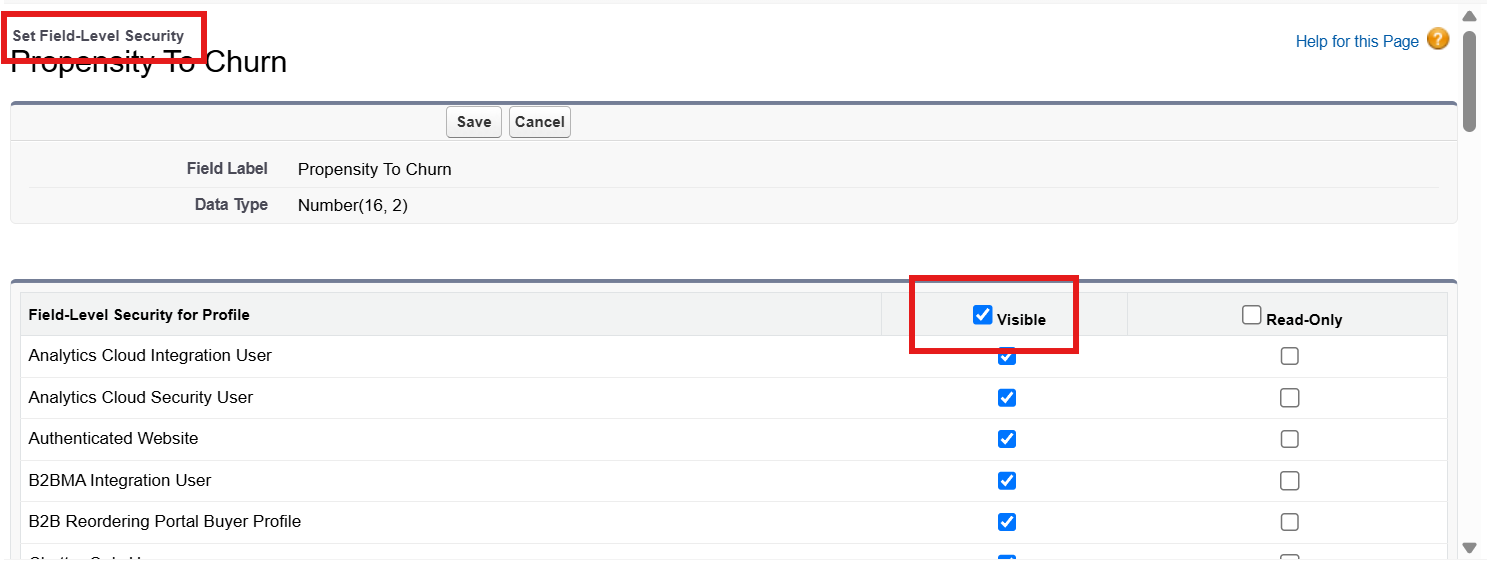 Set Field-Level Security
Help for this Page ?
Propensity To Churn
Save Cancel
Field Label Propensity To Churn
Data Type Number(16, 2)
Field-Level Security for Profile Visible Read-Only
Analytics Cloud Integration User
Analytics Cloud Security User
Authenticated Website
B2BMA Integration User
B2B Reordering Portal Buyer Profile